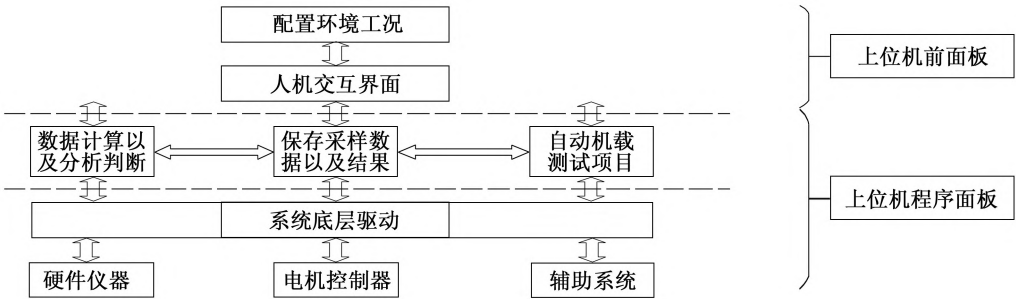 配置环境工况
上位机前面板
人机交互界面
数据计算以
及分析判断
保存采样数
据以及结果
自动机载
测试项目
上位机程序面板
系统底层驱动
硬件仪器
电机控制器
辅助系统